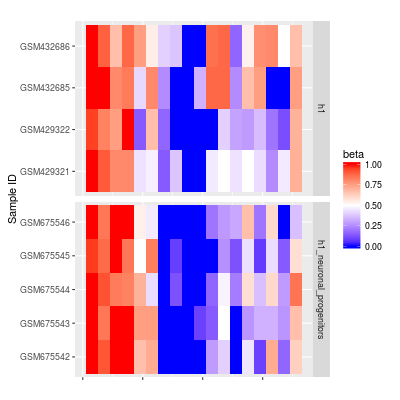 Sample ID
GSM432686
GSM432685
GSM429322
GSM429321
h1
GSM675546
GSM675545
GSM675544
GSM675543
GSM675542
h1_neuronal_progenitors
beta
1.00
0.75
0.50
0.25
0.00